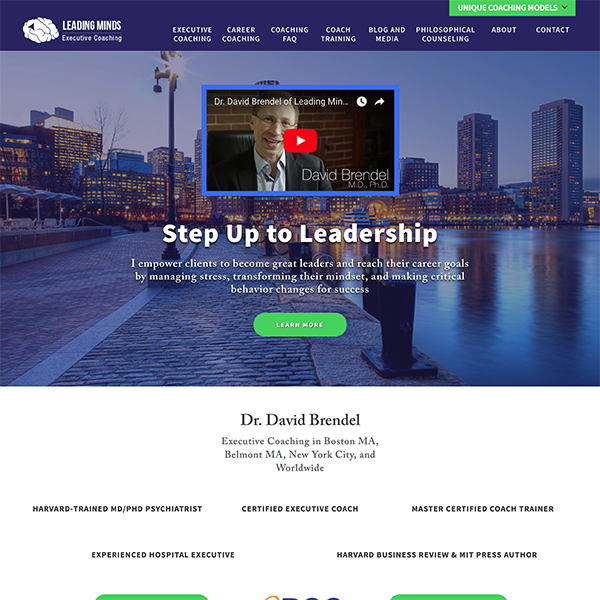 UNIQUE COACHING MODELS
LEADING MINDS
Executive Coaching
EXECUTIVE COACHING
CAREER COACHING
COACHING FAQ
COACH TRAINING
BLOG AND MEDIA
PHILOSOPHICAL COUNSELING
ABOUT
CONTACT
Dr. David Brendel of Leading Min...
David Brendel
M.D., Ph.D.
Step Up to Leadership
I empower clients to become great leaders and reach their career goals
by managing stress, transforming their mindset, and making critical
behavior changes for success
LEARN MORE
Dr. David Brendel
Executive Coaching in Boston MA,
Belmont MA, New York City, and
Worldwide
HARVARD-TRAINED MD/PHD PSYCHIATRIST
CERTIFIED EXECUTIVE COACH
MASTER CERTIFIED COACH TRAINER
EXPERIENCED HOSPITAL EXECUTIVE
HARVARD BUSINESS REVIEW & MIT PRESS AUTHOR